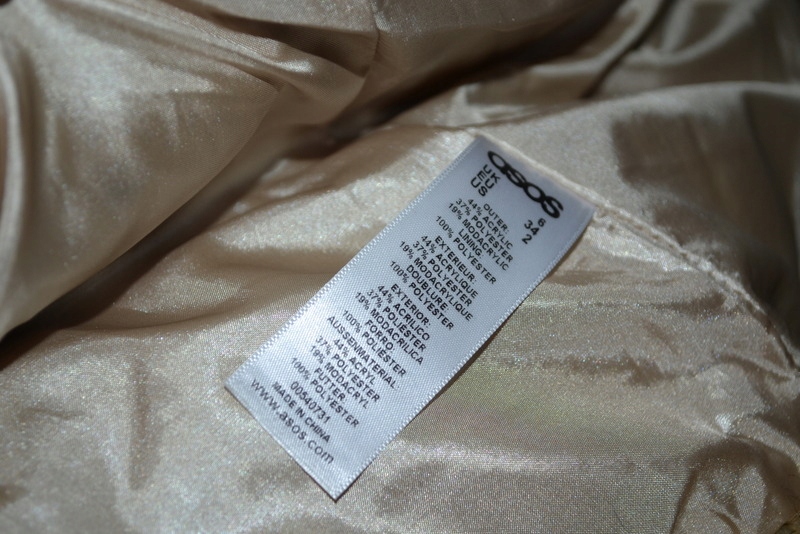 asos
UK 6
EU 34
US 2
OUTER:
44% ACRYLIC
37% POLYESTER
19% MODACRYLIC
LINING:
100% POLYESTER
EXTERIEUR:
44% ACRYLIQUE
37% POLYESTER
19% MODACRYLIQUE
DOUBLURE:
100% POLYESTER
EXTERIOR:
44% ACRILICO
37% POLIÉSTER
19% MODACRILICA
FORRO:
100% POLIÉSTER
AUSSENMATERIAL
44% ACRYL
37% POLYESTER
19% MODACRYL
FUTTER:
100% POLYESTER
00540731
MADE IN CHINA
www.asos.com